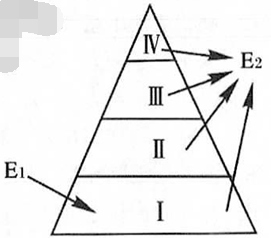 Ⅳ
E₂
Ⅲ
Ⅱ
E₁
Ⅰ